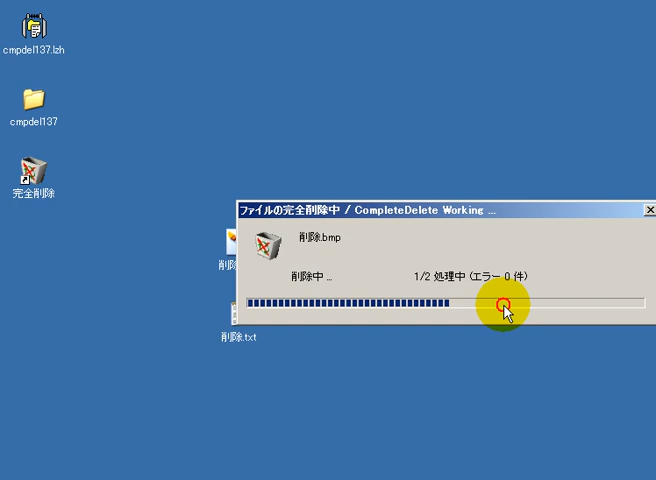 cmpdel137.lzh
cmpdel137
完全削除
ファイルの完全削除中 / CompleteDelete Working ...
削除.bmp
削除中 ...
1/2 処理中 (エラー 0 件)
削除
削除.txt